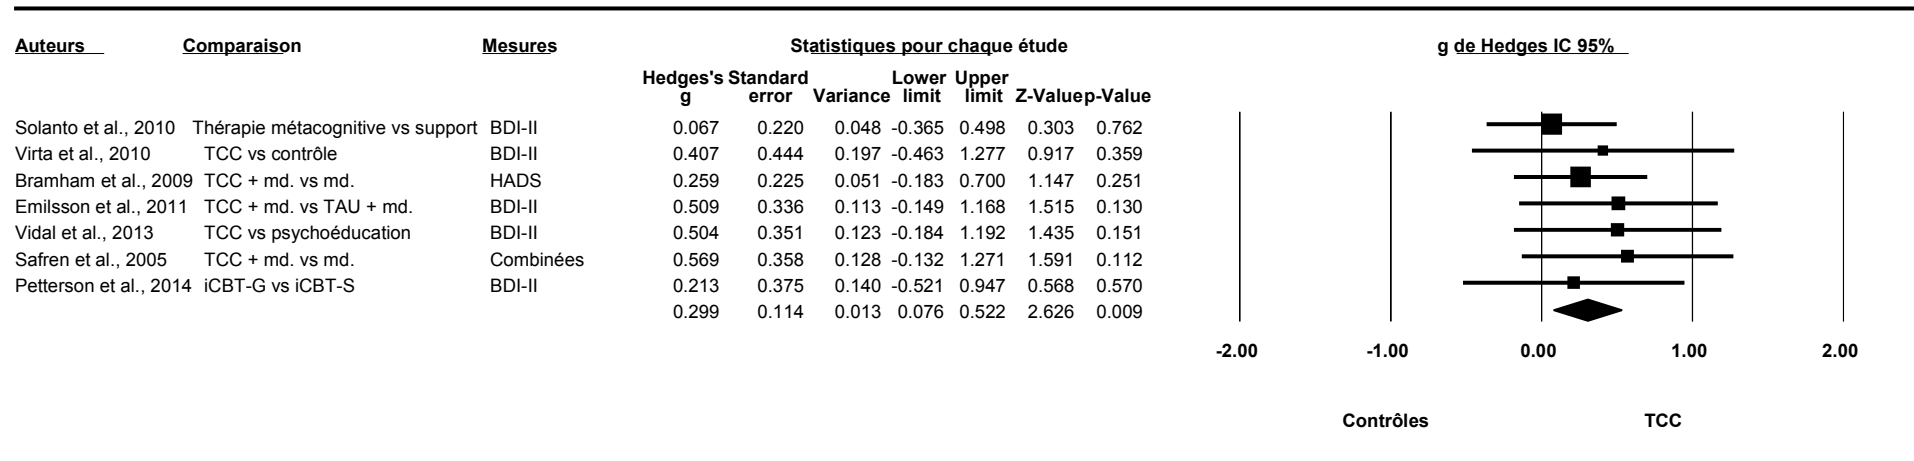 Auteurs Comparaison Mesures Statistiques pour chaque étude g de Hedges IC 95%
Hedges's Standard Lower Upper
g error Variance limit limit Z-Value p-Value
Solanto et al., 2010 Thérapie métacognitive vs support BDI-II 0.067 0.220 0.048 -0.365 0.498 0.303 0.762
Virta et al., 2010 TCC vs contrôle BDI-II 0.407 0.444 0.197 -0.463 1.277 0.917 0.359
Bramham et al., 2009 TCC + md. vs md. HADS 0.259 0.225 0.051 -0.183 0.700 1.147 0.251
Emilsson et al., 2011 TCC + md. vs TAU + md. BDI-II 0.509 0.336 0.113 -0.149 1.168 1.515 0.130
Vidal et al., 2013 TCC vs psychoéducation BDI-II 0.504 0.351 0.123 -0.184 1.192 1.435 0.151
Safren et al., 2005 TCC + md. vs md. Combinées 0.569 0.358 0.128 -0.132 1.271 1.591 0.112
Petterson et al., 2014 iCBT-G vs iCBT-S BDI-II 0.213 0.375 0.140 -0.521 0.947 0.568 0.570
0.299 0.114 0.013 0.076 0.522 2.626 0.009
-2.00 -1.00 0.00 1.00 2.00
Contrôles TCC